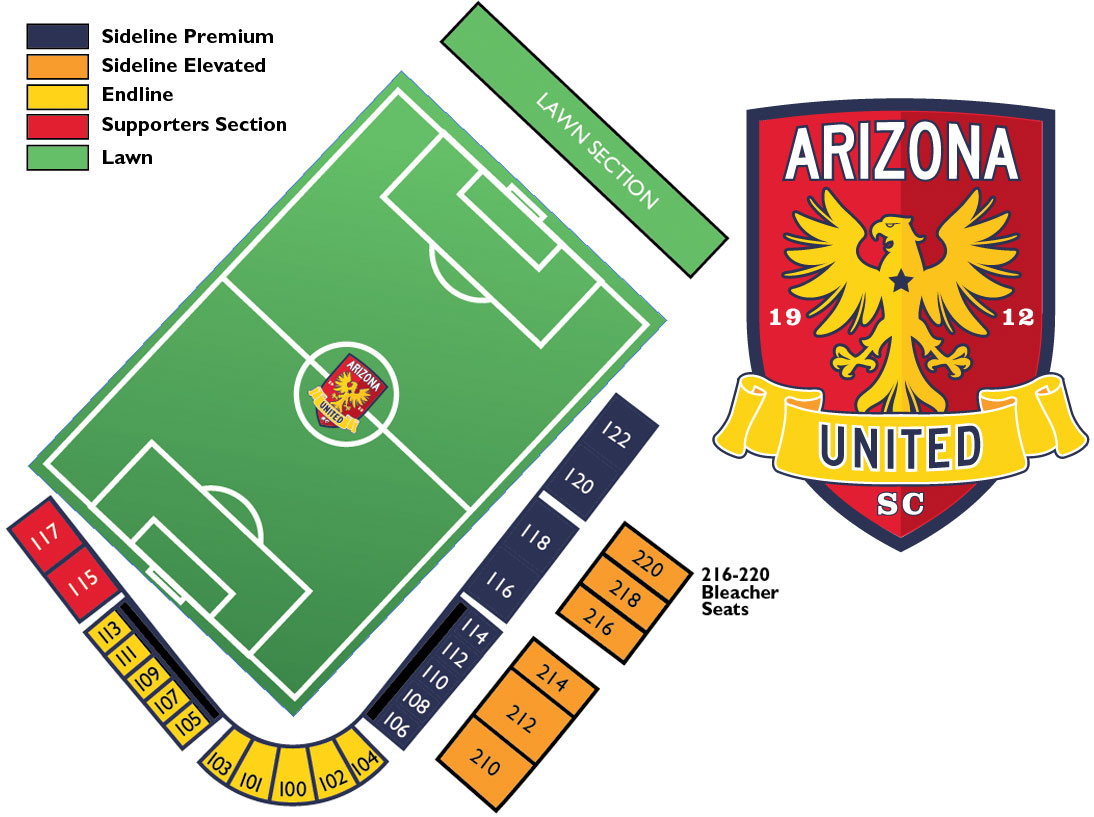 Sideline Premium
Sideline Elevated
Endline
Supporters Section
Lawn
LAWN SECTION
ARIZONA
19 12
UNITED
SC
ARIZONA
UNITED
SC
122
120
118
116
114
112
110
108
106
220
218
216
216-220
Bleacher
Seats
214
212
210
117
115
113
111
109
107
105
103
101
100
102
104